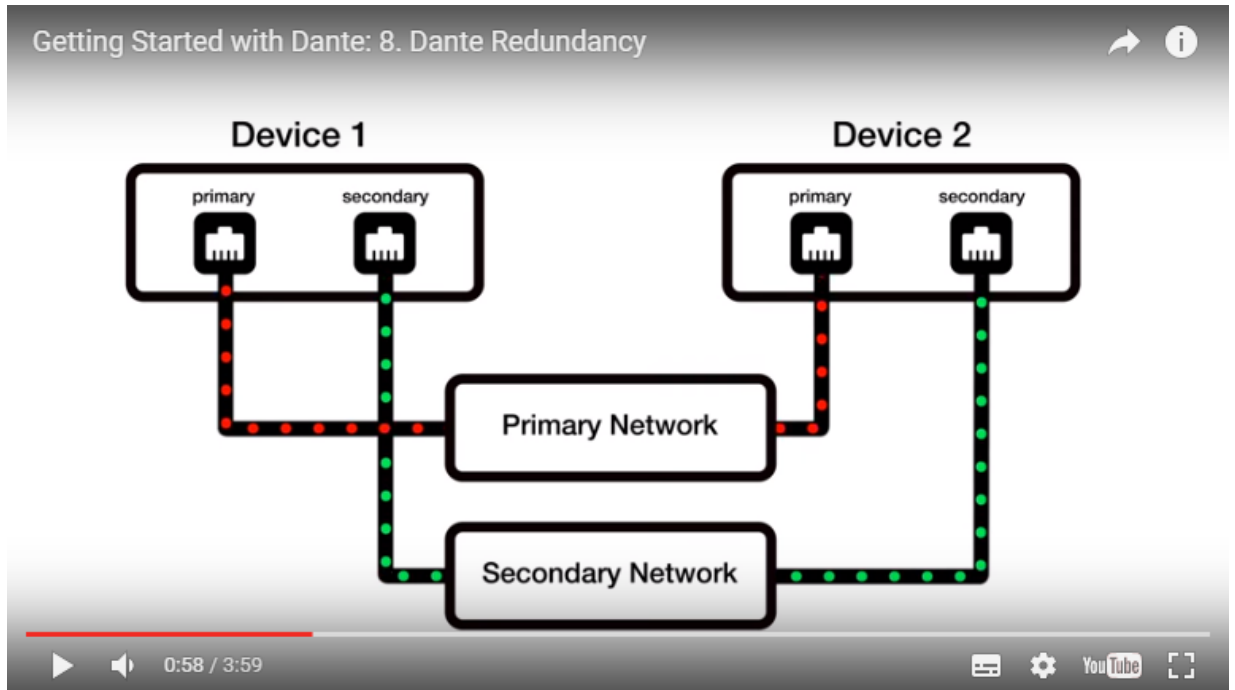 Getting Started with Dante: 8. Dante Redundancy
Device 1
Device 2
primary
secondary
primary
secondary
Primary Network
Secondary Network
0:58 / 3:59
YouTube